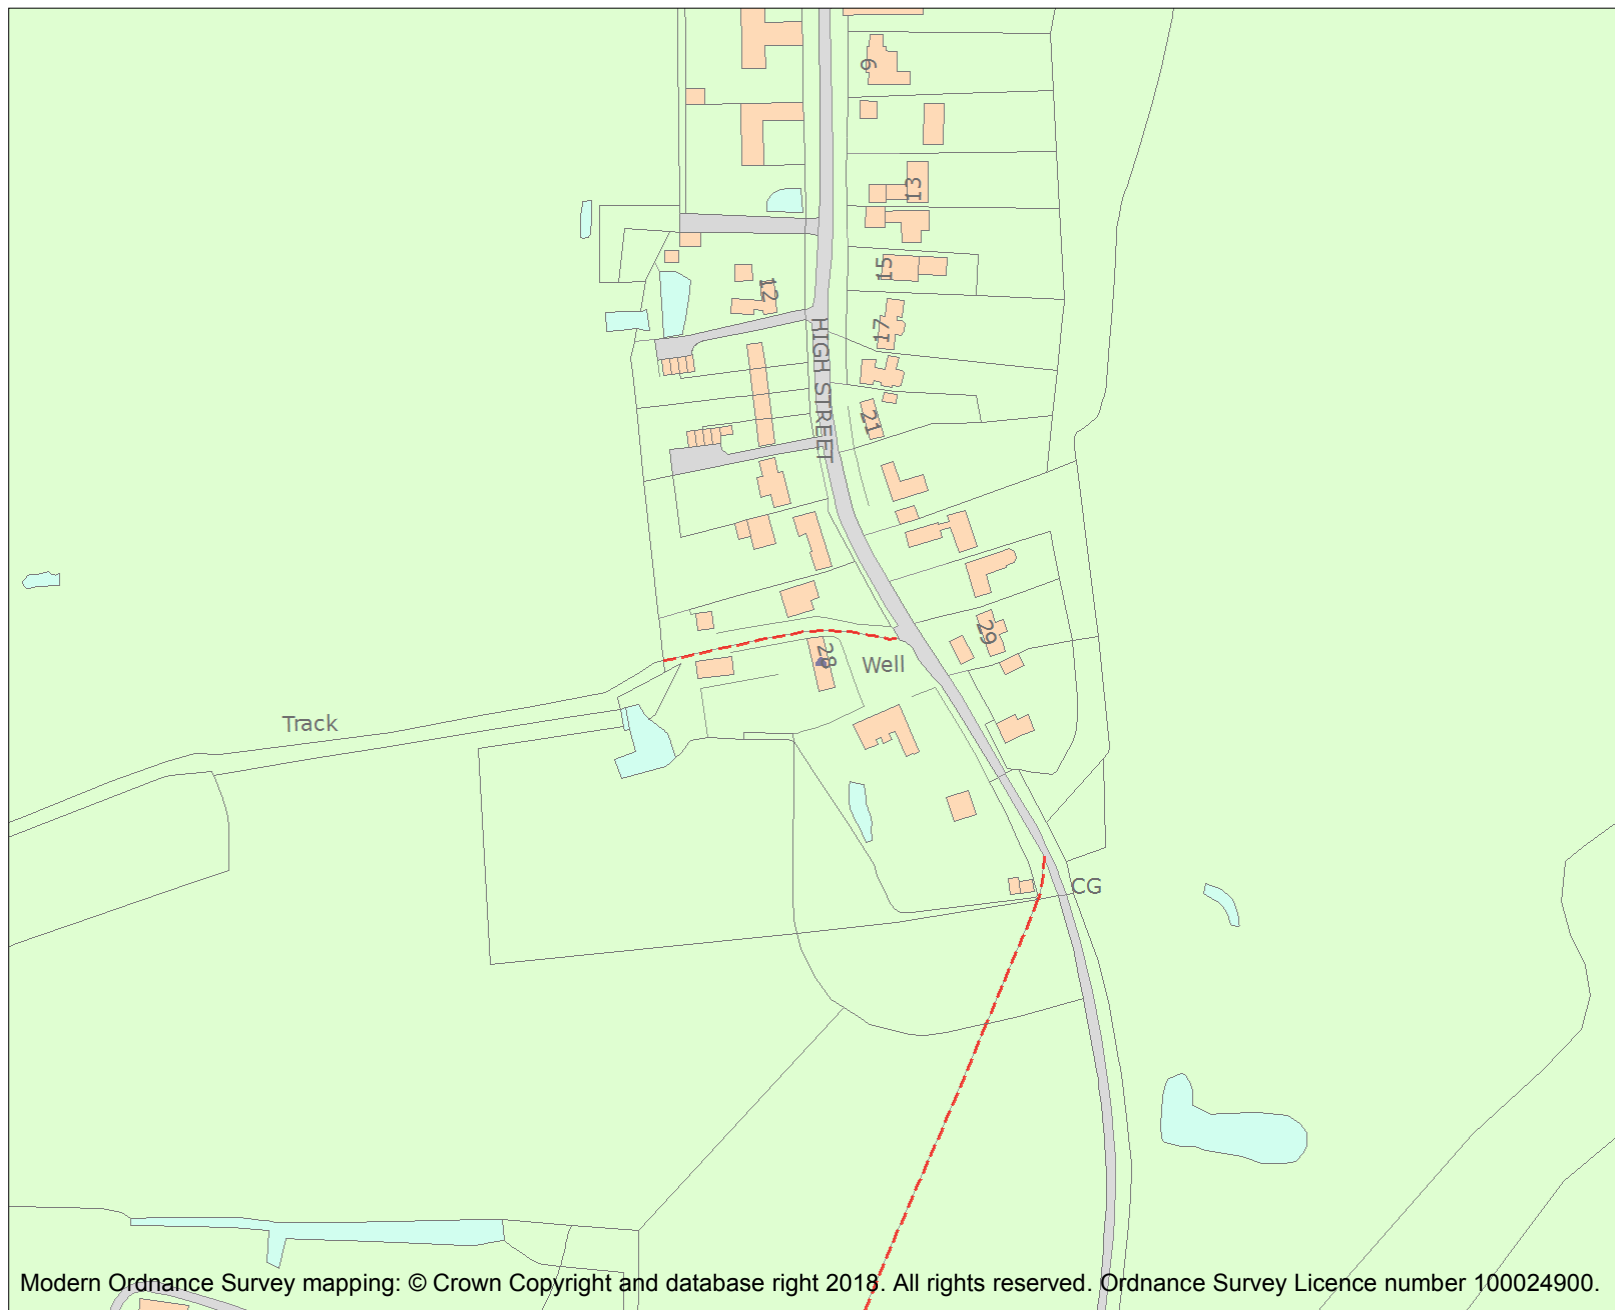 9
13
15
12
17
HIGH STREET
21
29
28
Well
Track
CG
Modern Ordnance Survey mapping: © Crown Copyright and database right 2018. All rights reserved. Ordnance Survey Licence number 100024900.